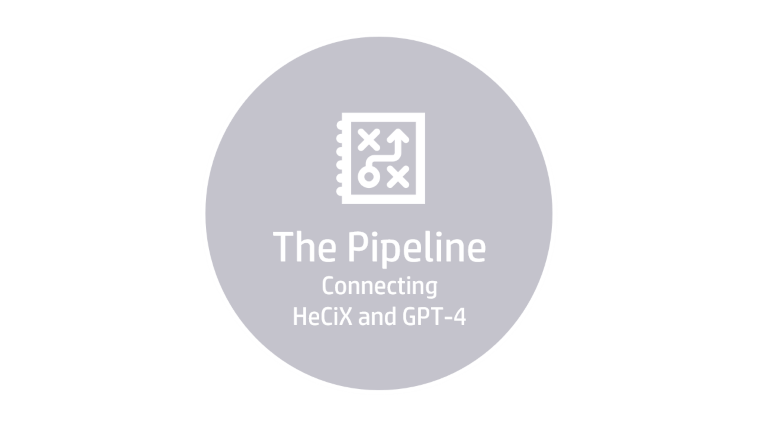 The Pipeline
Connecting
HeCiX and GPT-4